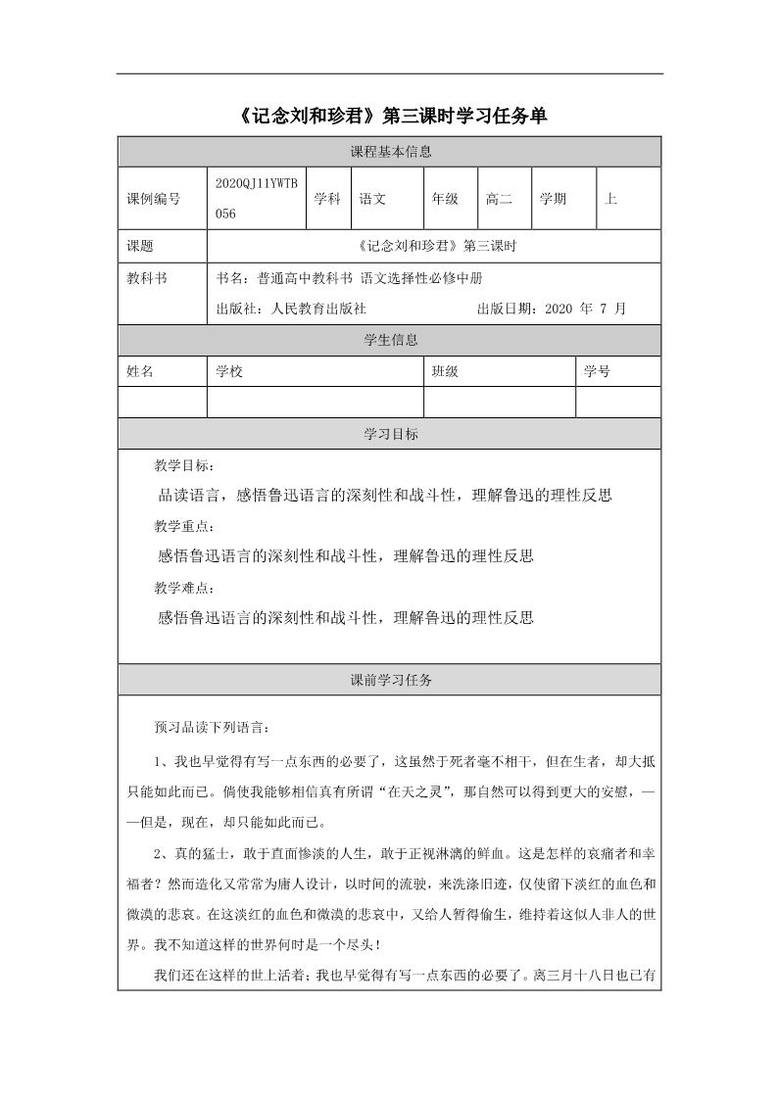 《记念刘和珍君》第三课时学习任务单
课程基本信息
课例编号 2020QJ11YWTB056 学科 语文 年级 高二 学期 上
课题 《记念刘和珍君》第三课时
教科书 书名：普通高中教科书 语文选择性必修中册
出版社：人民教育出版社 出版日期：2020 年 7 月
学生信息
姓名 学校 班级 学号
学习目标
教学目标：
品读语言，感悟鲁迅语言的深刻性和战斗性，理解鲁迅的理性反思
教学重点：
感悟鲁迅语言的深刻性和战斗性，理解鲁迅的理性反思
教学难点：
感悟鲁迅语言的深刻性和战斗性，理解鲁迅的理性反思
课前学习任务
预习品读下列语言：
1、我也早觉得有写一点东西的必要了，这虽然于死者毫不相干，但在生者，却大抵
只能如此而已。倘使我能够相信真有所谓“在天之灵”，那自然可以得到更大的安慰，—
—但是，现在，却只能如此而已。
2、真的猛士，敢于直面惨淡的人生，敢于正视淋漓的鲜血。这是怎样的哀痛者和幸
福者？然而造化又常常为庸人设计，以时间的流驶，来洗涤旧迹，仅使留下淡红的血色和
微漠的悲哀。在这淡红的血色和微漠的悲哀中，又给人暂得偷生，维持着这似人非人的世
界。我不知道这样的世界何时是一个尽头！
我们还在这样的世上活着；我也早觉得有写一点东西的必要了。离三月十八日也已有